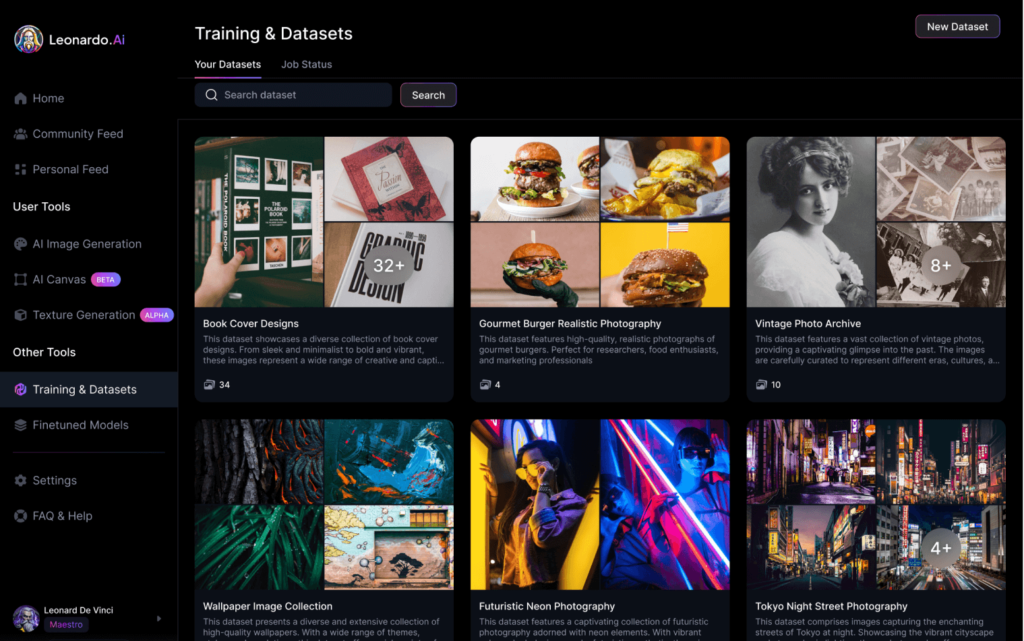 Leonardo.Ai
Home
Community Feed
Personal Feed
User Tools
AI Image Generation
AI Canvas BETA
Texture Generation ALPHA
Other Tools
Training & Datasets
Finetuned Models
Settings
FAQ & Help
Leonard De Vinci
Maestro
Training & Datasets
New Dataset
Your Datasets
Job Status
Search dataset
Search
THE POLAROID BOOK
THE
POLAROID
BOOK
Passion
GRAPHIC
DESIGN
32+
Book Cover Designs
This dataset showcases a diverse collection of book cover
designs. From sleek and minimalist to bold and vibrant,
these images represent a wide range of creative and capti...
34
Gourmet Burger Realistic Photography
This dataset features high-quality, realistic photographs of
gourmet burgers. Perfect for researchers, food enthusiasts,
and marketing professionals
4
8+
Vintage Photo Archive
This dataset features a vast collection of vintage photos,
providing a captivating glimpse into the past. The images
are carefully curated to represent different eras, cultures, a...
10
Wallpaper Image Collection
This dataset presents a diverse and extensive collection of
high-quality wallpapers. With a wide range of themes,
Futuristic Neon Photography
This dataset features a captivating collection of futuristic
photography adorned with neon elements. With vibrant
4+
Tokyo Night Street Photography
This dataset comprises images capturing the enchanting
streets of Tokyo at night. Showcasing the vibrant cityscape